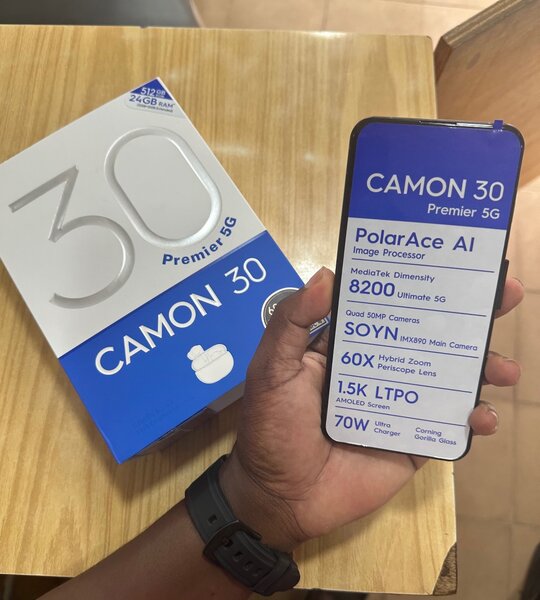 512GB
24GB RAM*
30
Premier 5G
CAMON 30
CAMON 30
Premier 5G
PolarAce AI
Image Processor
MediaTek Dimensity
8200 Ultimate 5G
Quad 50MP Cameras
SOYN IMX890 Main Camera
60X Hybrid Zoom
Periscope Lens
1.5K LTPO
AMOLED Screen
70W Ultra
Charger
Corning
Gorilla Glass